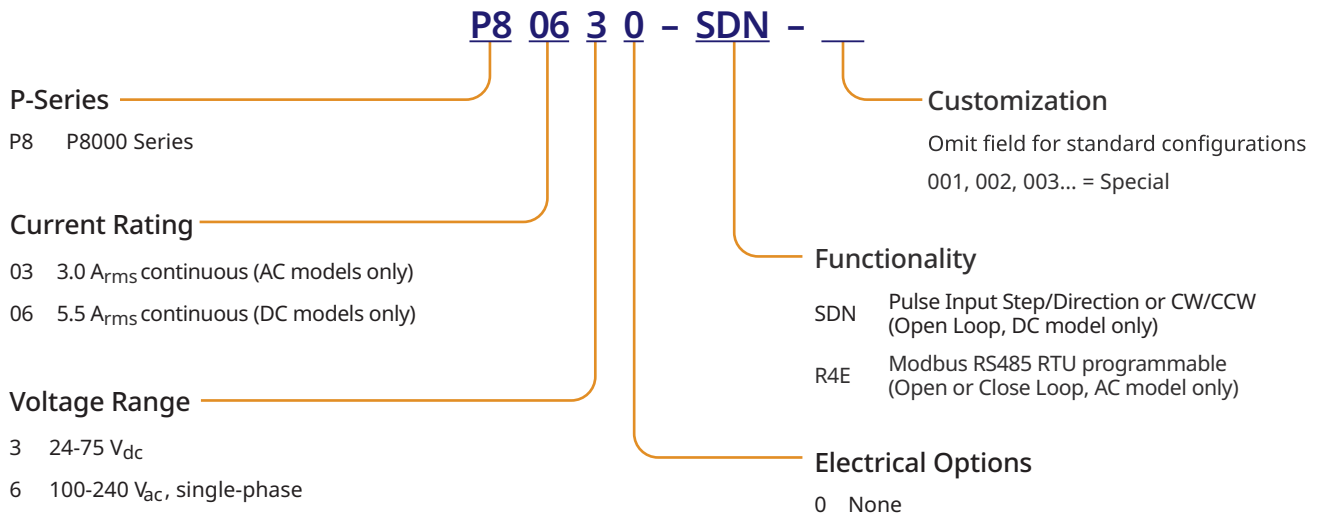 P8 06 3 0 – SDN –
P-Series
P8 P8000 Series
Current Rating
03 3.0 Arms continuous (AC models only)
06 5.5 Arms continuous (DC models only)
Voltage Range
3 24-75 Vdc
6 100-240 Vac, single-phase
Customization
Omit field for standard configurations
001, 002, 003... = Special
Functionality
SDN Pulse Input Step/Direction or CW/CCW
(Open Loop, DC model only)
R4E Modbus RS485 RTU programmable
(Open or Close Loop, AC model only)
Electrical Options
0 None